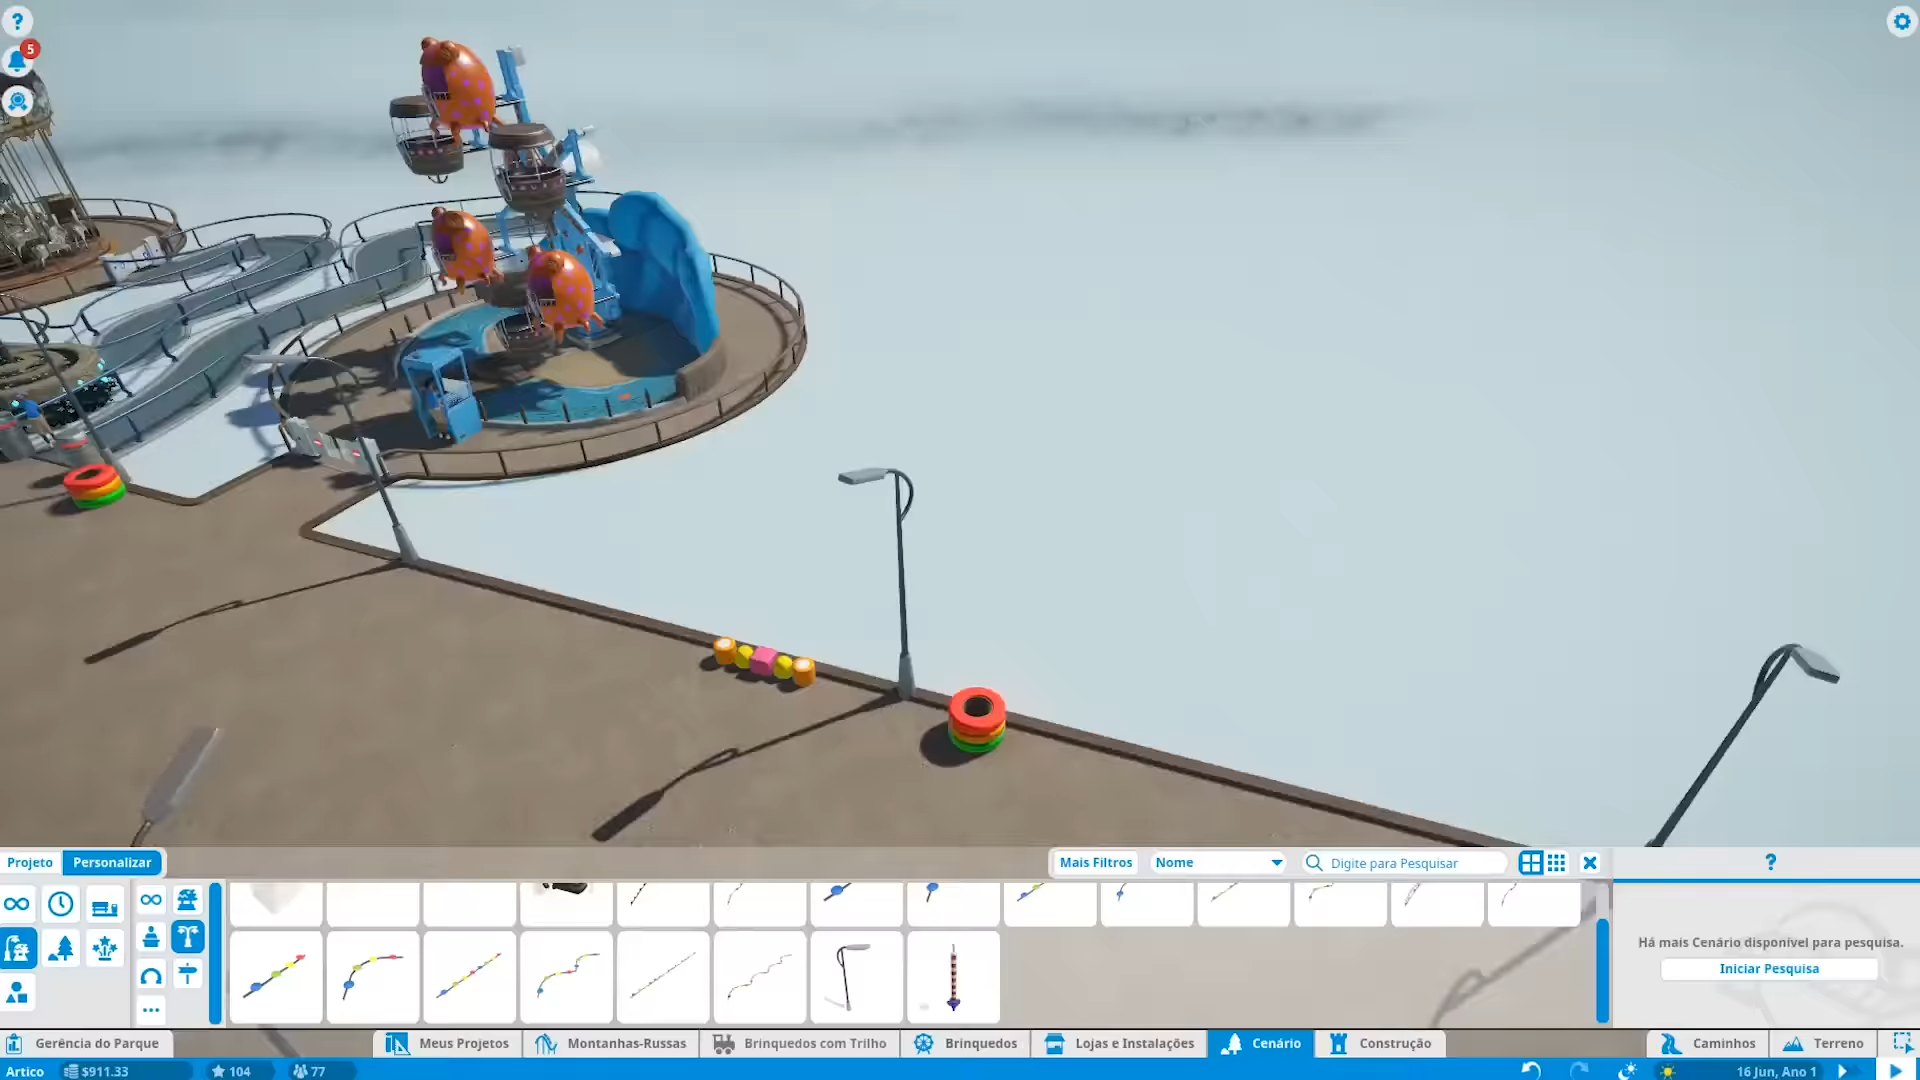 5
Projeto
Personalizar
Mais Filtros
Nome
Digite para Pesquisar
?
Há mais Cenário disponível para pesquisa.
Iniciar Pesquisa
Gerência do Parque
Meus Projetos
Montanhas-Russas
Brinquedos com Trilho
Brinquedos
Lojas e Instalações
Cenário
Construção
Caminhos
Terreno
Artico
$911.33
104
77
16 Jun, Ano 1